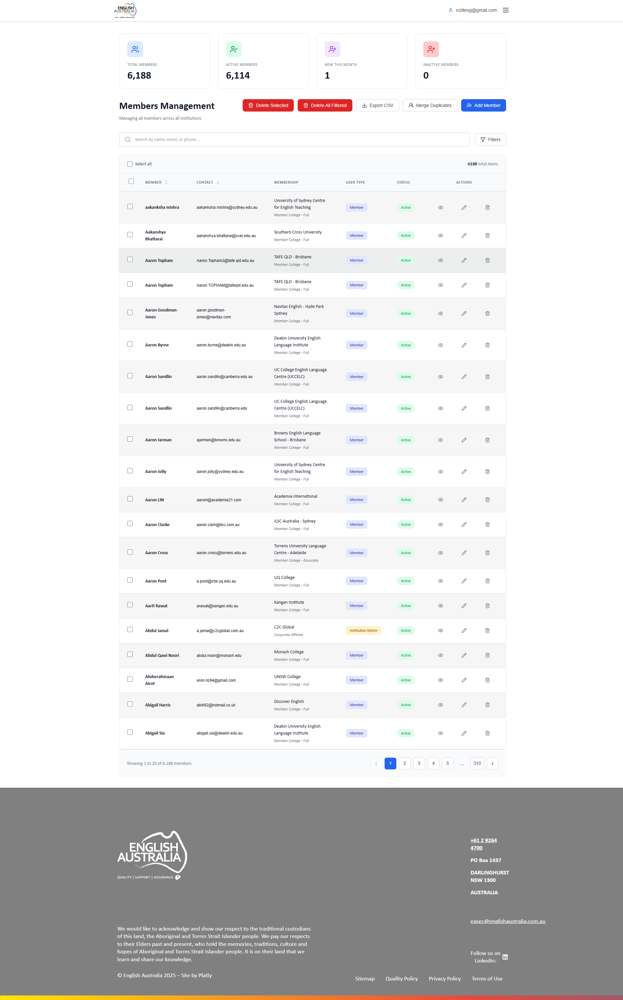 ENGLISH
AUSTRALIA
QUALITY | SUPPORT | ASSURANCE
rrzillesg@gmail.com
TOTAL MEMBERS
6,188
ACTIVE MEMBERS
6,114
NEW THIS MONTH
1
INACTIVE MEMBERS
0
Members Management
Delete Selected
Delete All Filtered
Export CSV
Merge Duplicates
Add Member
Managing all members across all institutions
Search by name, email, or phone...
Filters
Select all
6188 total items
MEMBER CONTACT MEMBERSHIP USER TYPE STATUS ACTIONS
aakanksha mishra
aakanksha.mishra@sydney.edu.au
University of Sydney Centre
for English Teaching
Member College - Full
Member
Active
Aakanshya
Bhattarai
aakanshya.bhattarai@scei.edu.au
Southern Cross University
Member College - Full
Member
Active
Aaron Topham
Aaron.Topham2@tafe.qld.edu.au
TAFE QLD - Brisbane
Member College - Full
Member
Active
Aaron Topham
Aaron.TOPHAM@tafeqld.edu.au
TAFE QLD - Brisbane
Member College - Full
Member
Active
Aaron Goodman-
Jones
aaron.goodman-
jones@navitas.com
Navitas English - Hyde Park
Sydney
Member College - Full
Member
Active
Aaron Byrne
aaron.byrne@deakin.edu.au
Deakin University English
Language Institute
Member College - Full
Member
Active
Aaron Sandlin
aaron.sandlin@canberra.edu.au
UC College English Language
Centre (UCCELC)
Member College - Full
Member
Active
Aaron Sandlin
aaron.sandlin@canberra.edu
UC College English Language
Centre (UCCELC)
Member College - Full
Member
Active
Aaron Jarman
ajarman@browns.edu.au
Browns English Language
School - Brisbane
Member College - Full
Member
Active
Aaron Jolly
aaron.jolly@sydney.edu.au
University of Sydney Centre
for English Teaching
Member College - Full
Member
Active
Aaron LIN
aaronl@academia21.com
Academia International
Member College - Full
Member
Active
Aaron Clarke
aaron.clark@ilsc.com.au
ILSC Australia - Sydney
Member College - Full
Member
Active
Aaron Cross
aaron.cross@torrens.edu.au
Torrens University Language
Centre - Adelaide
Member College - Associate
Member
Active
Aaron Pont
a.pont@icte.uq.edu.au
UQ College
Member College - Full
Member
Active
Aarti Rawat
arawat@kangan.edu.au
Kangan Institute
Member College - Full
Member
Active
Abdul Jamal
a.jamal@c2cglobal.com.au
C2C Global
Corporate Affiliate
Institution Admin
Active
Abdul Qawi Noori
abdul.noori@monash.edu
Monash College
Member College - Full
Member
Active
Abdurrahmaan
Airot
aron.nz94@gmail.com
UNSW College
Member College - Full
Member
Active
Abigail Harris
abih92@hotmail.co.uk
Discover English
Member College - Full
Member
Active
Abigail Sia
abigail.sia@deakin.edu.au
Deakin University English
Language Institute
Member College - Full
Member
Active
Showing 1 to 20 of 6.188 members
1 2 3 4 5 ... 310
ENGLISH
AUSTRALIA
QUALITY | SUPPORT | ASSURANCE
+61 2 9264
4700
PO Box 1437
DARLINGHURST
NSW 1300
AUSTRALIA
easec@englishaustralia.com.au
We would like to acknowledge and show our respect to the traditional custodians
of this land, the Aboriginal and Torres Strait Islander people. We pay our respects
to their Elders past and present, who hold the memories, traditions, culture and
hopes of Aboriginal and Torres Strait Islander people. It is on their land that we
learn and share our knowledge.
Follow us on
LinkedIn:
© English Australia 2025 – Site by Platty
Sitemap
Quality Policy
Privacy Policy
Terms of Use